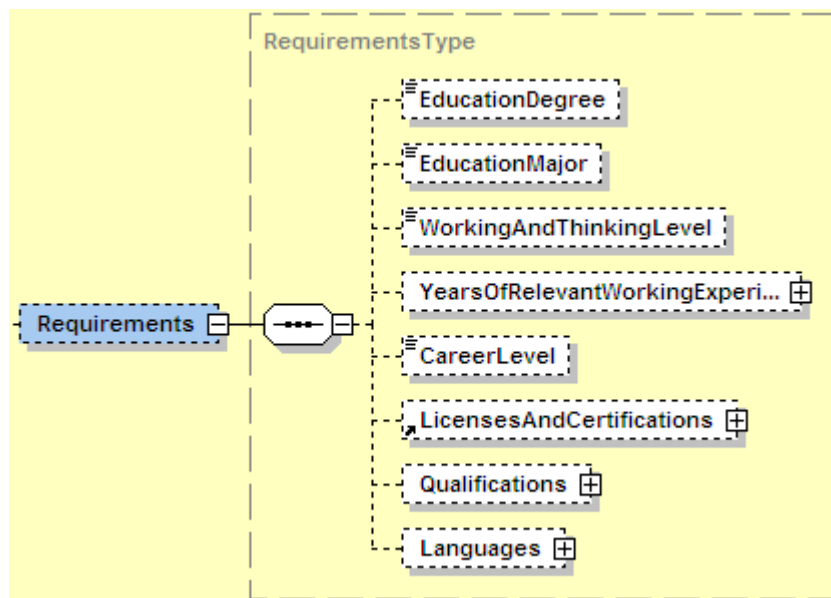 RequirementsType
EducationDegree
EducationMajor
WorkingAndThinkingLevel
YearsOfRelevantWorkingExperi...
Requirements
CareerLevel
LicensesAndCertifications
Qualifications
Languages